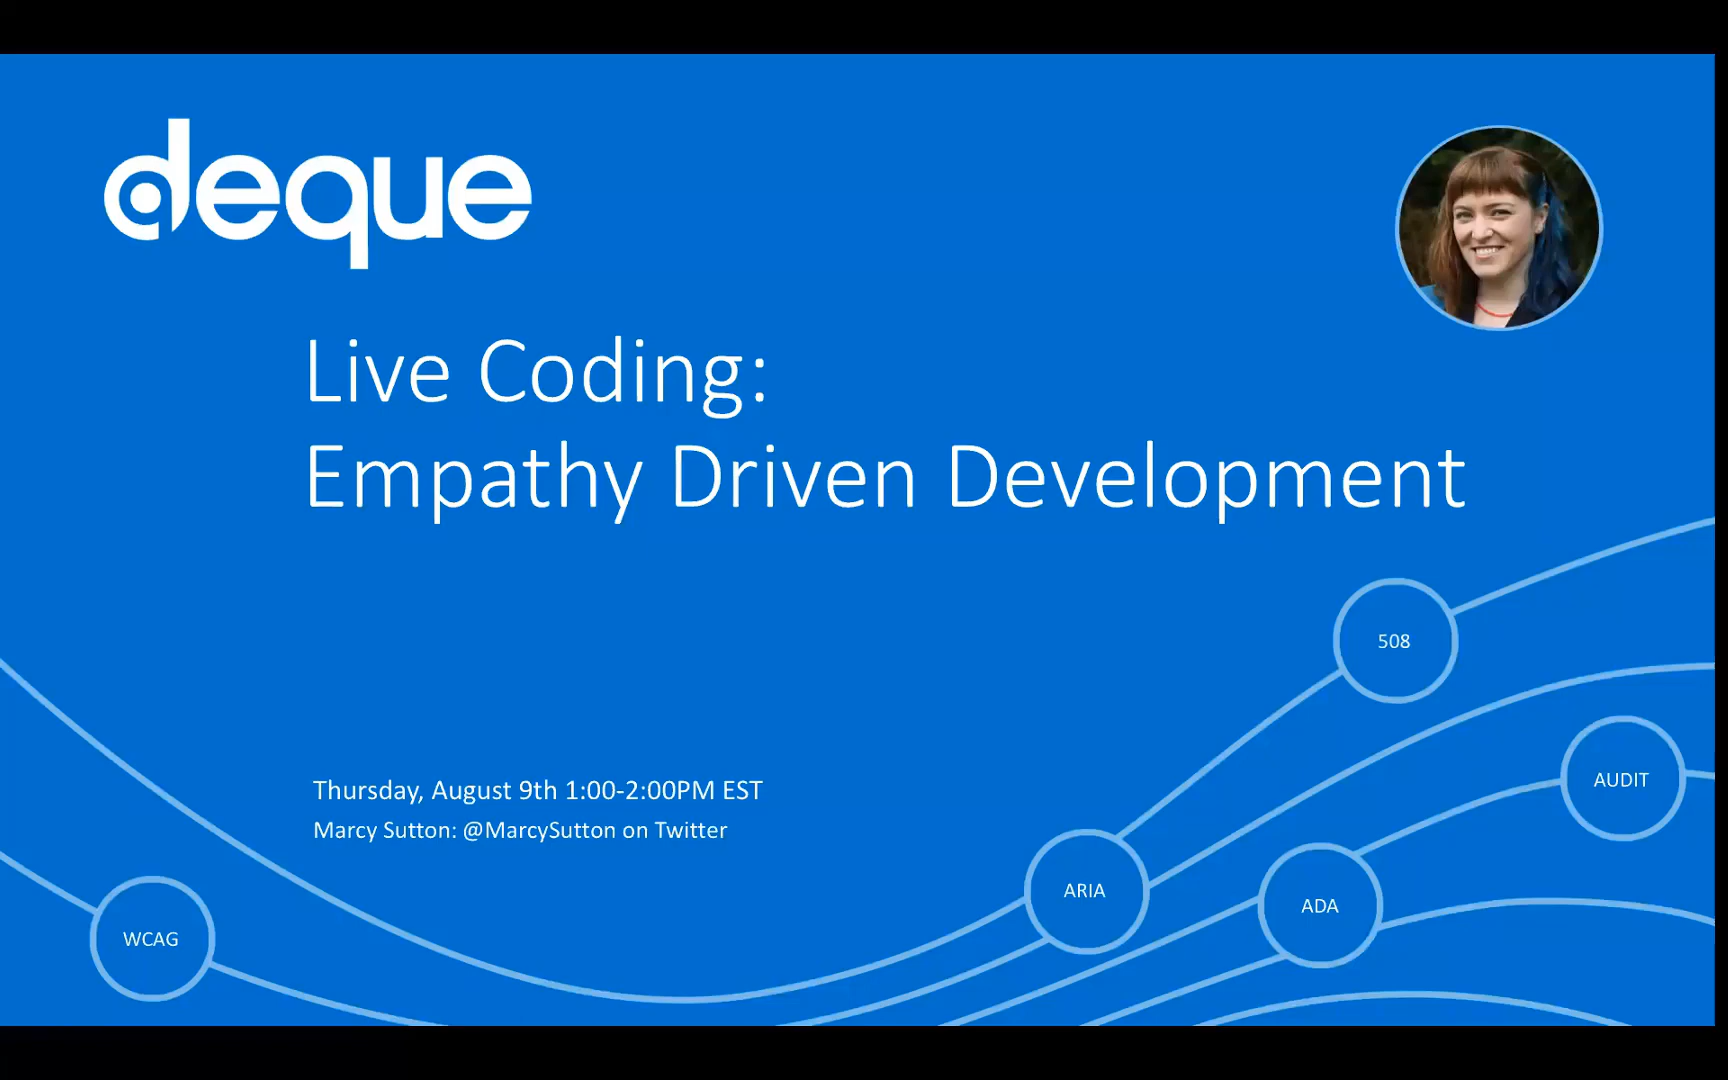 deque
Live Coding:
Empathy Driven Development
508
AUDIT
Thursday, August 9th 1:00-2:00PM EST
Marcy Sutton: @MarcySutton on Twitter
ARIA
ADA
WCAG